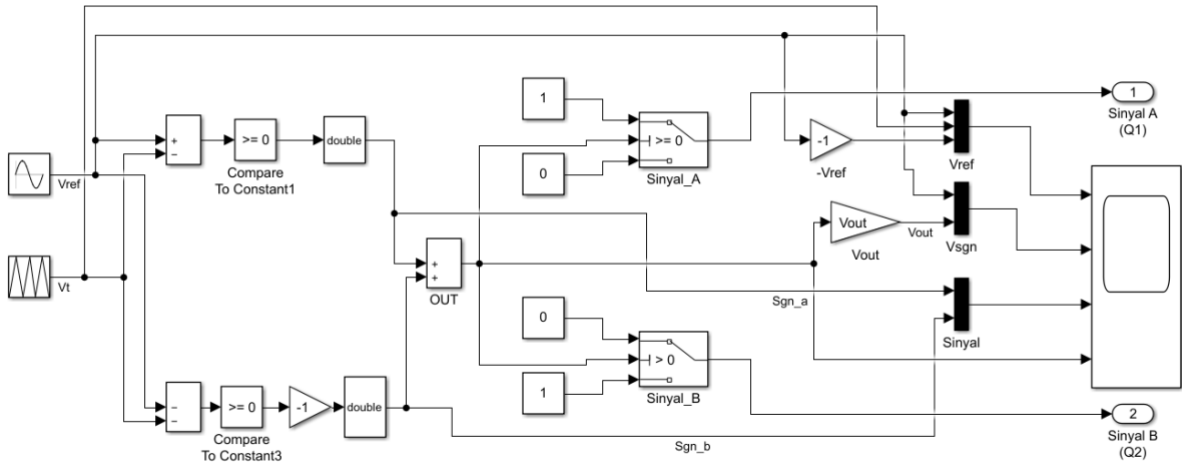 Vref
Vt
+
−
>= 0
Compare
To Constant1
double
−
−
>= 0
Compare
To Constant3
-1
double
+
+
OUT
1
0
>= 0
Sinyal_A
0
1
> 0
Sinyal_B
-1
-Vref
Vout
Vout
Vout
Sgn_a
Sgn_b
Vref
Vsgn
Sinyal
1
Sinyal A
(Q1)
2
Sinyal B
(Q2)